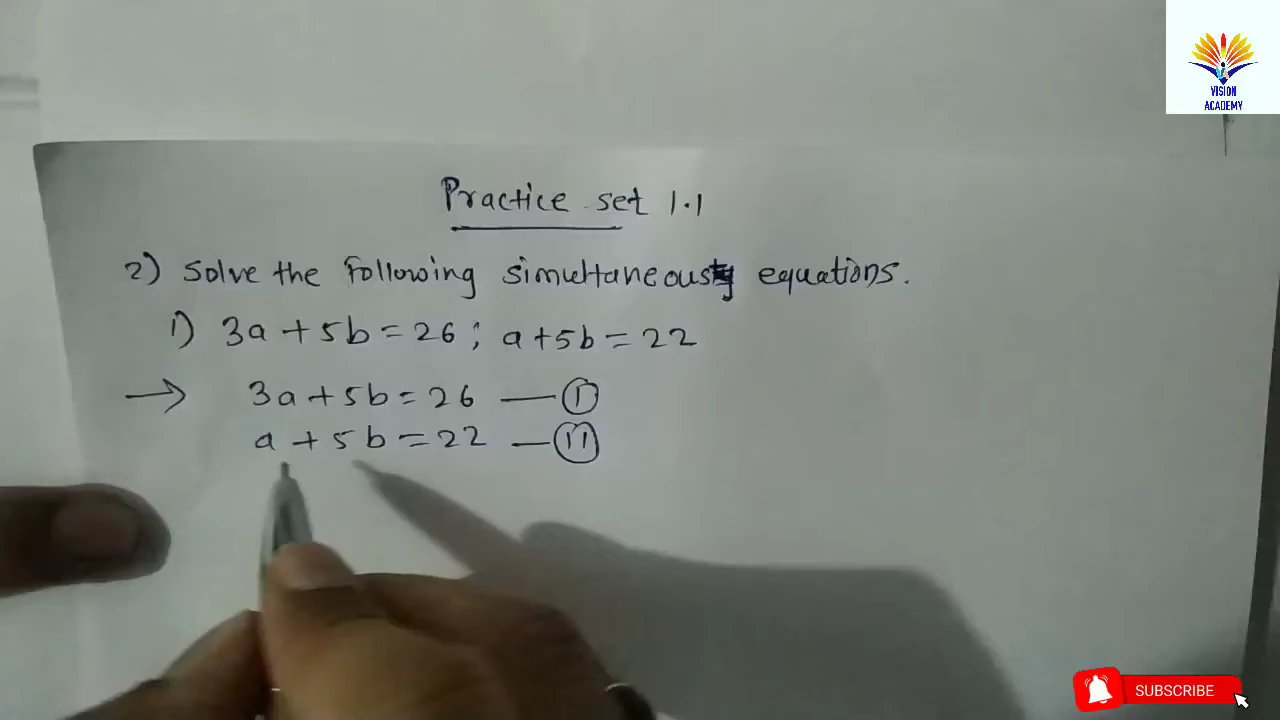 VISION
ACADEMY
Practice set 1.1
2) Solve the following simultaneous equations.
1) 3a + 5b = 26 ; a + 5b = 22
→ 3a + 5b = 26 — (I)
a + 5b = 22 — (II)
SUBSCRIBE